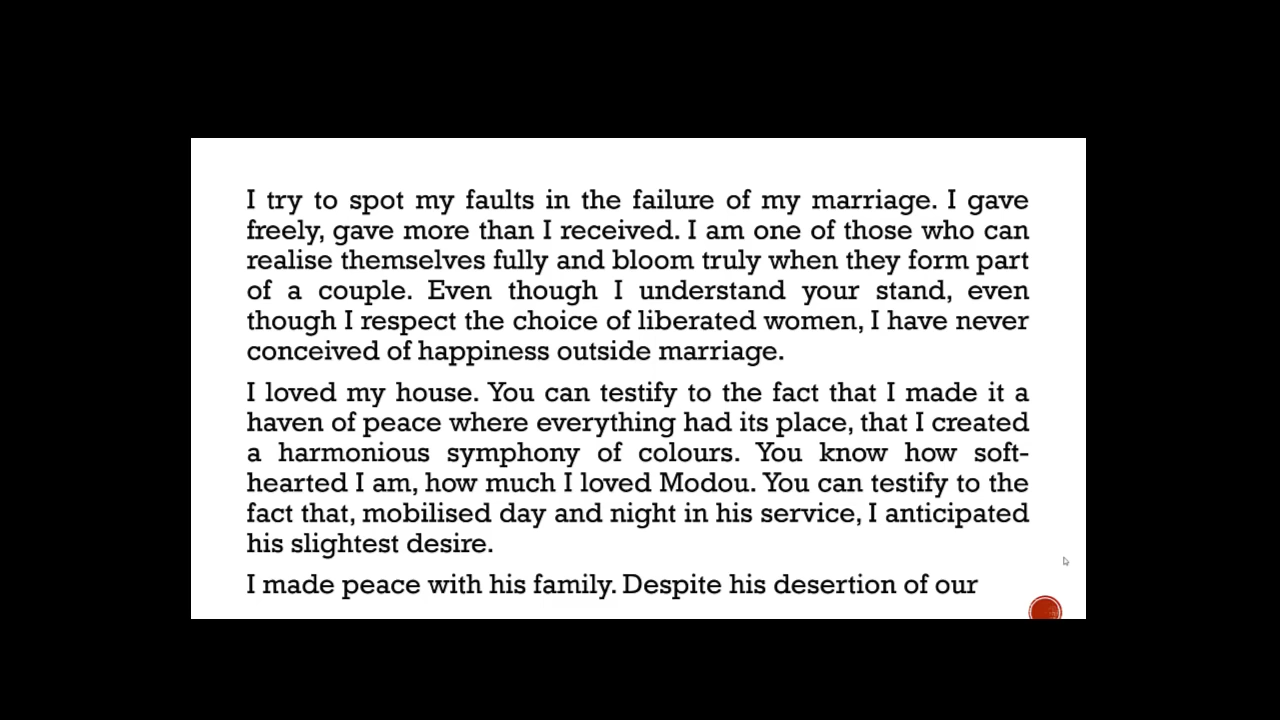 I try to spot my faults in the failure of my marriage. I gave
freely, gave more than I received. I am one of those who can
realise themselves fully and bloom truly when they form part
of a couple. Even though I understand your stand, even
though I respect the choice of liberated women, I have never
conceived of happiness outside marriage.
I loved my house. You can testify to the fact that I made it a
haven of peace where everything had its place, that I created
a harmonious symphony of colours. You know how soft-
hearted I am, how much I loved Modou. You can testify to the
fact that, mobilised day and night in his service, I anticipated
his slightest desire.
I made peace with his family. Despite his desertion of our